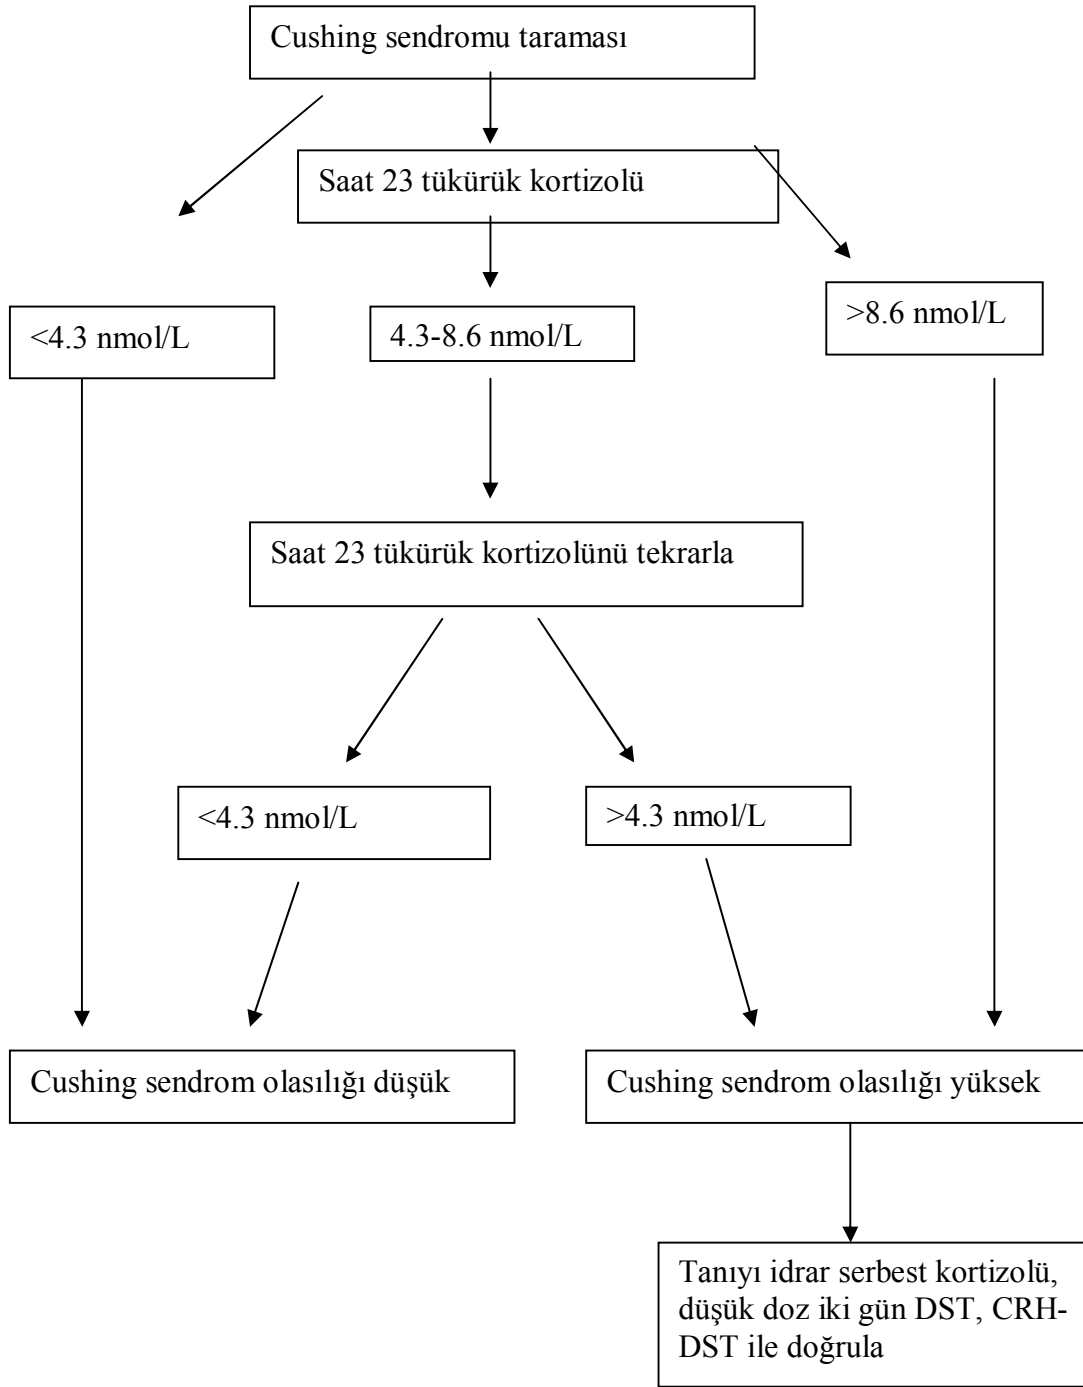 Cushing sendromu taraması
Saat 23 tükürük kortizolü
<4.3 nmol/L
4.3-8.6 nmol/L
>8.6 nmol/L
Saat 23 tükürük kortizolünü tekrarla
<4.3 nmol/L
>4.3 nmol/L
Cushing sendrom olasılığı düşük
Cushing sendrom olasılığı yüksek
Tanıyı idrar serbest kortizolü,
düşük doz iki gün DST, CRH-
DST ile doğrula